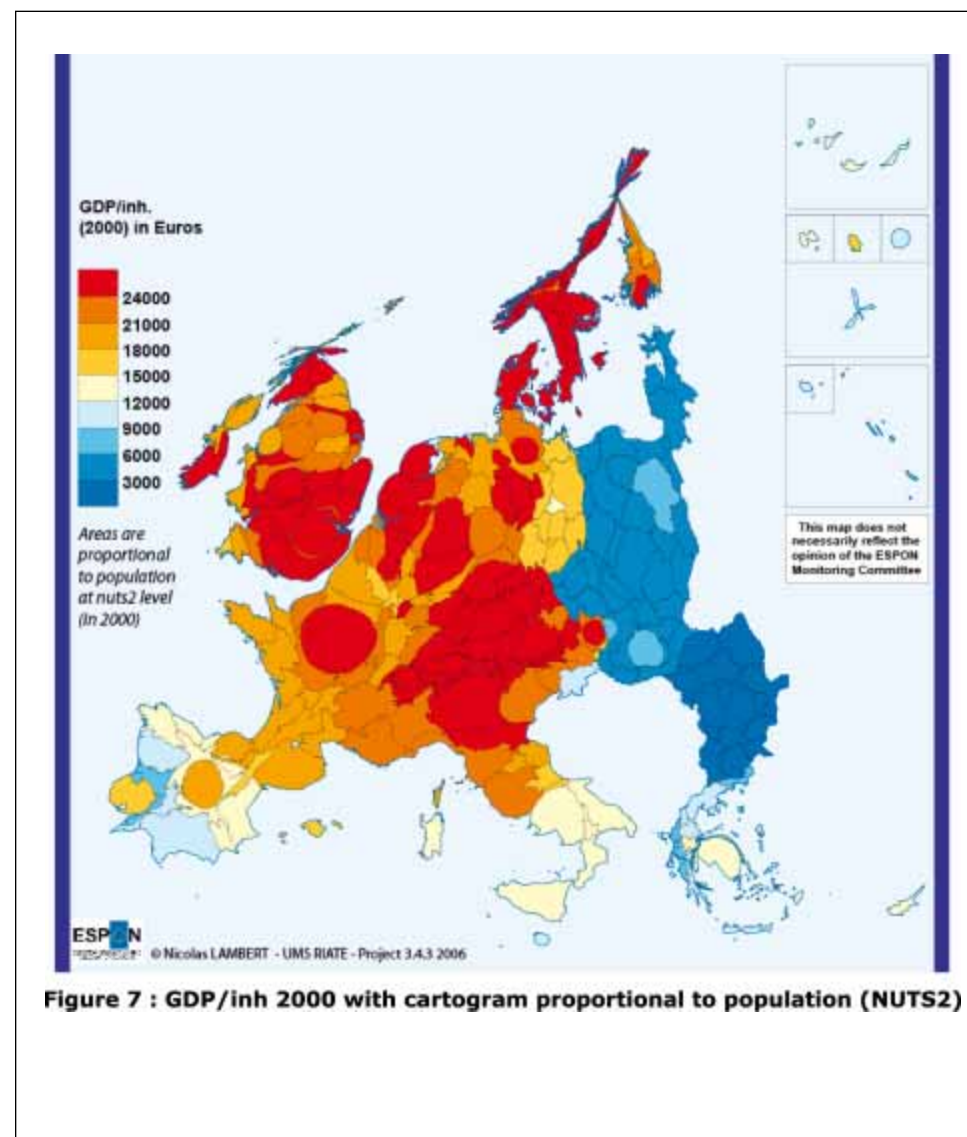 GDP/inh.
(2000) in Euros
24000
21000
18000
15000
12000
9000
6000
3000
Areas are
proportional
to population
at nuts2 level
(In 2000)
This map does not
necessarily reflect the
opinion of the ESPON
Monitoring Committee
ESPON
© Nicolas LAMBERT - UMS RIATE - Project 3.4.3 2006
Figure 7 : GDP/inh 2000 with cartogram proportional to population (NUTS2)